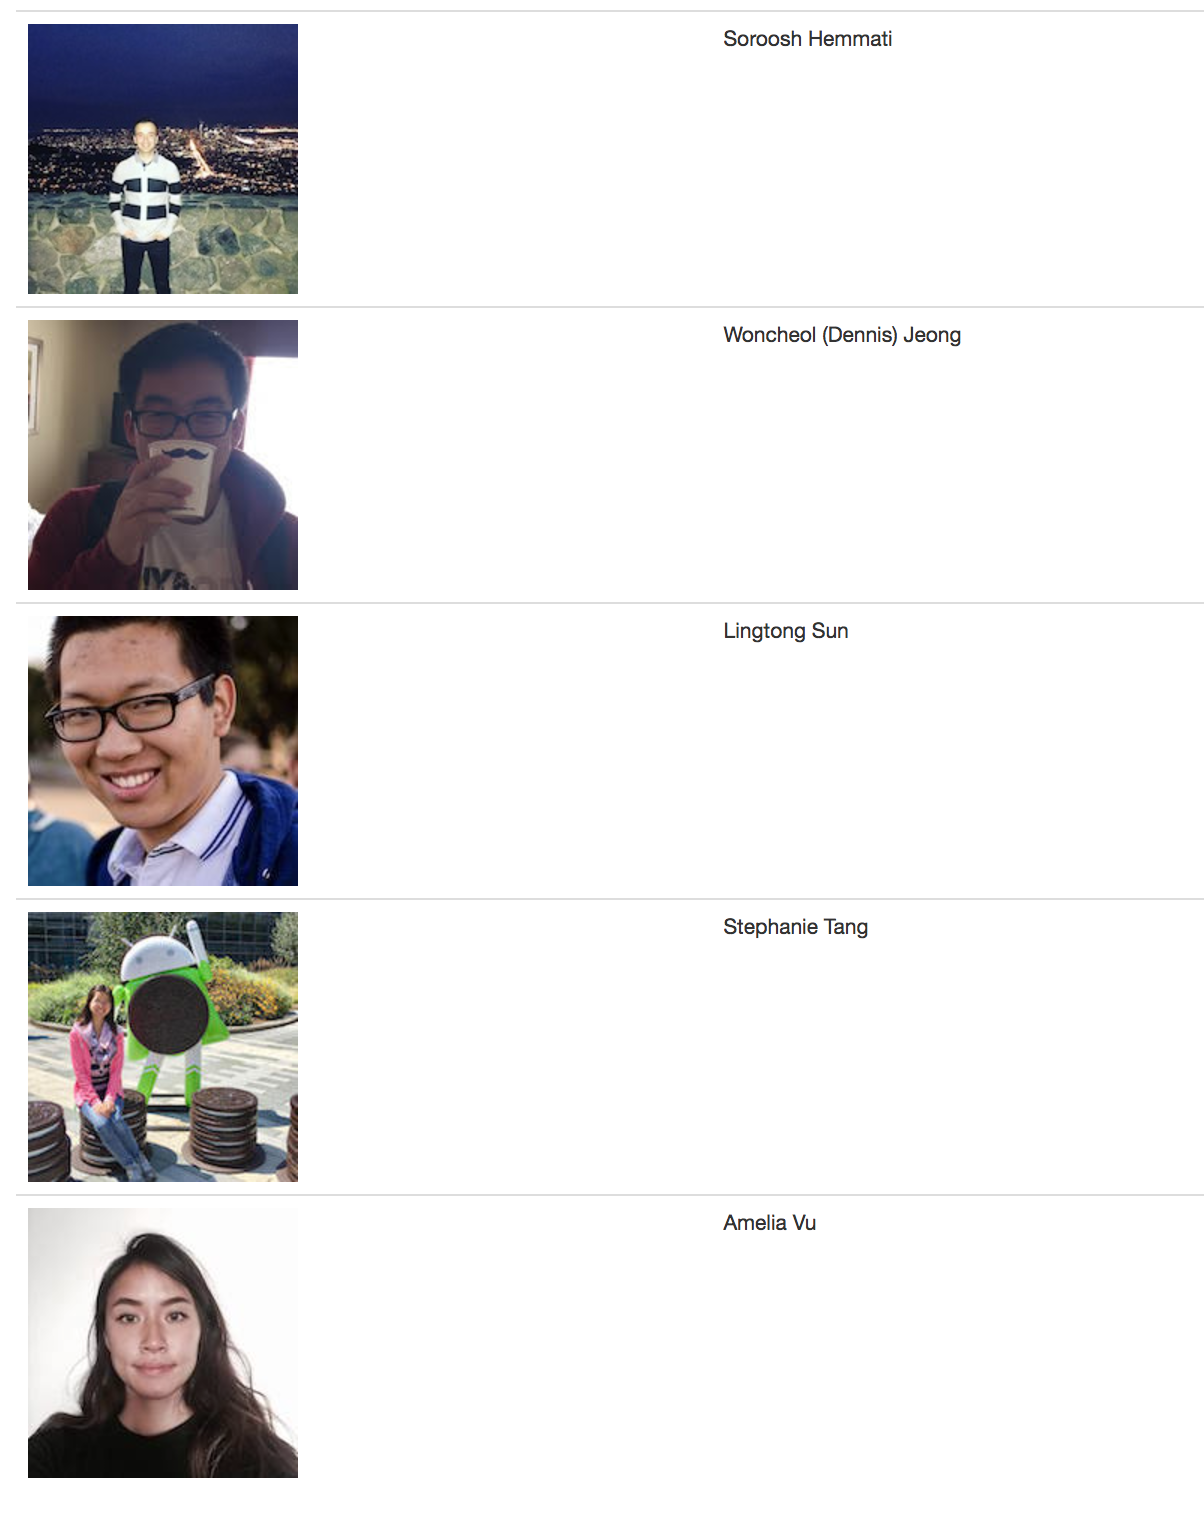 Soroosh Hemmati
Woncheol (Dennis) Jeong
Lingtong Sun
Stephanie Tang
Amelia Vu